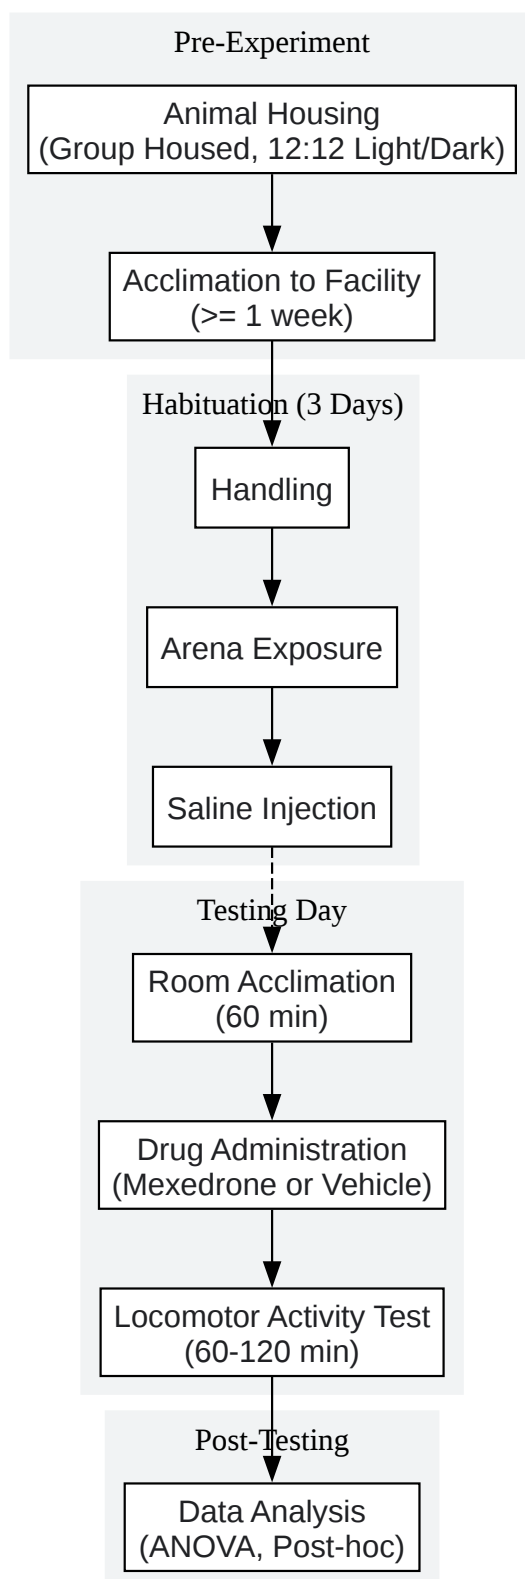 Pre-Experiment
Animal Housing
(Group Housed, 12:12 Light/Dark)
Acclimation to Facility
(>= 1 week)
Habituation (3 Days)
Handling
Arena Exposure
Saline Injection
Testing Day
Room Acclimation
(60 min)
Drug Administration
(Mexedrone or Vehicle)
Locomotor Activity Test
(60-120 min)
Post-Testing
Data Analysis
(ANOVA, Post-hoc)